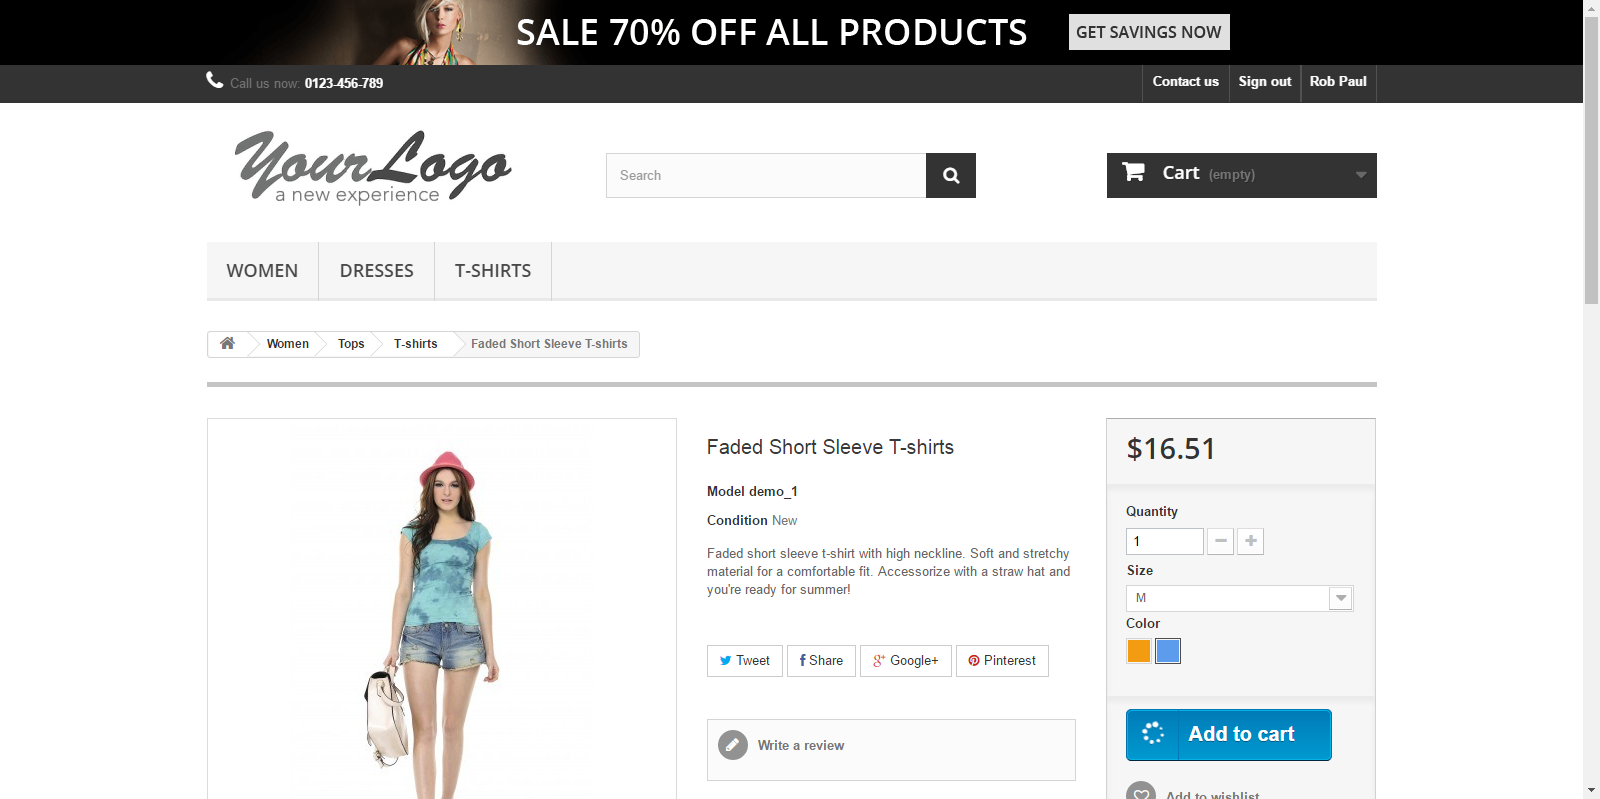 SALE 70% OFF ALL PRODUCTS GET SAVINGS NOW
Call us now: 0123-456-789 Contact us Sign out Rob Paul
YourLogo
a new experience
Search
Cart (empty)
WOMEN DRESSES T-SHIRTS
Women Tops T-shirts Faded Short Sleeve T-shirts
Faded Short Sleeve T-shirts
Model demo_1
Condition New
Faded short sleeve t-shirt with high neckline. Soft and stretchy
material for a comfortable fit. Accessorize with a straw hat and
you're ready for summer!
Tweet Share Google+ Pinterest
Write a review
$16.51
Quantity
1
Size
M
Color
Add to cart
Add to wishlist